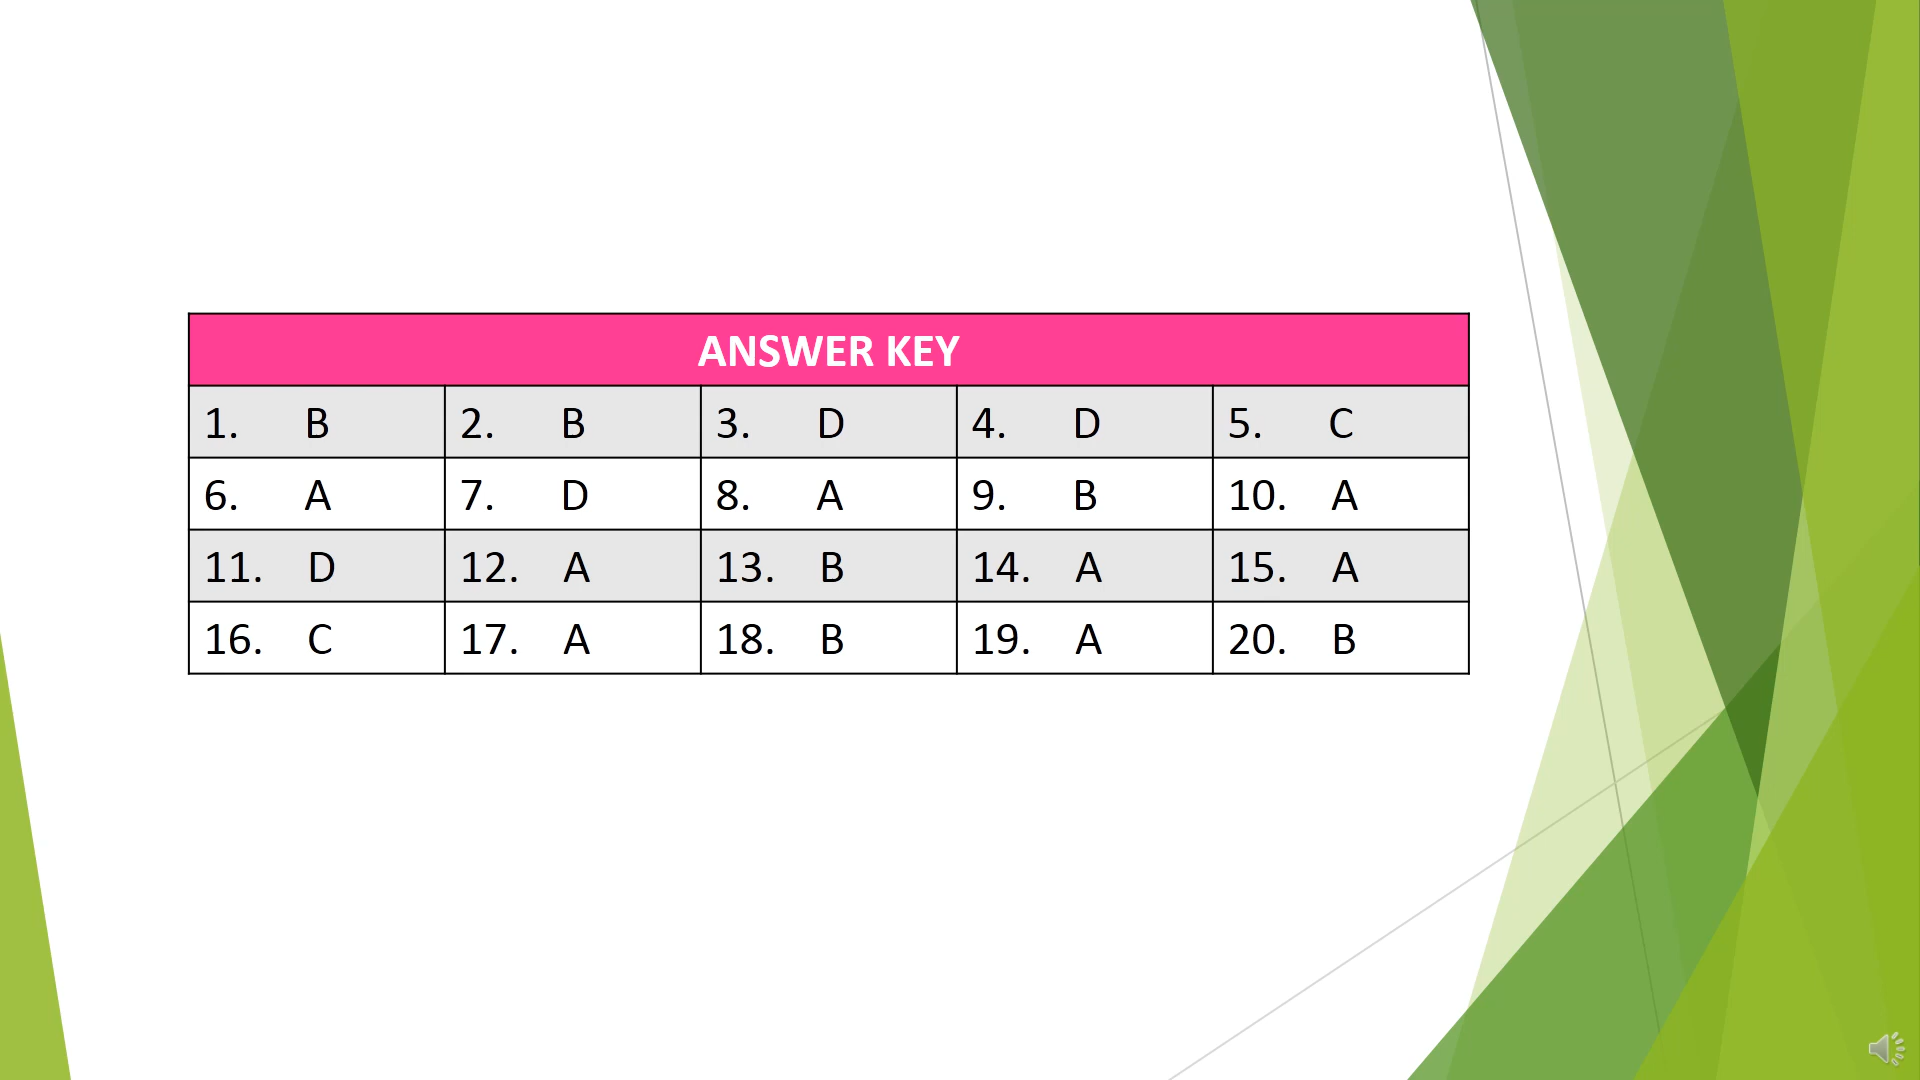 ANSWER KEY
1. B 2. B 3. D 4. D 5. C
6. A 7. D 8. A 9. B 10. A
11. D 12. A 13. B 14. A 15. A
16. C 17. A 18. B 19. A 20. B